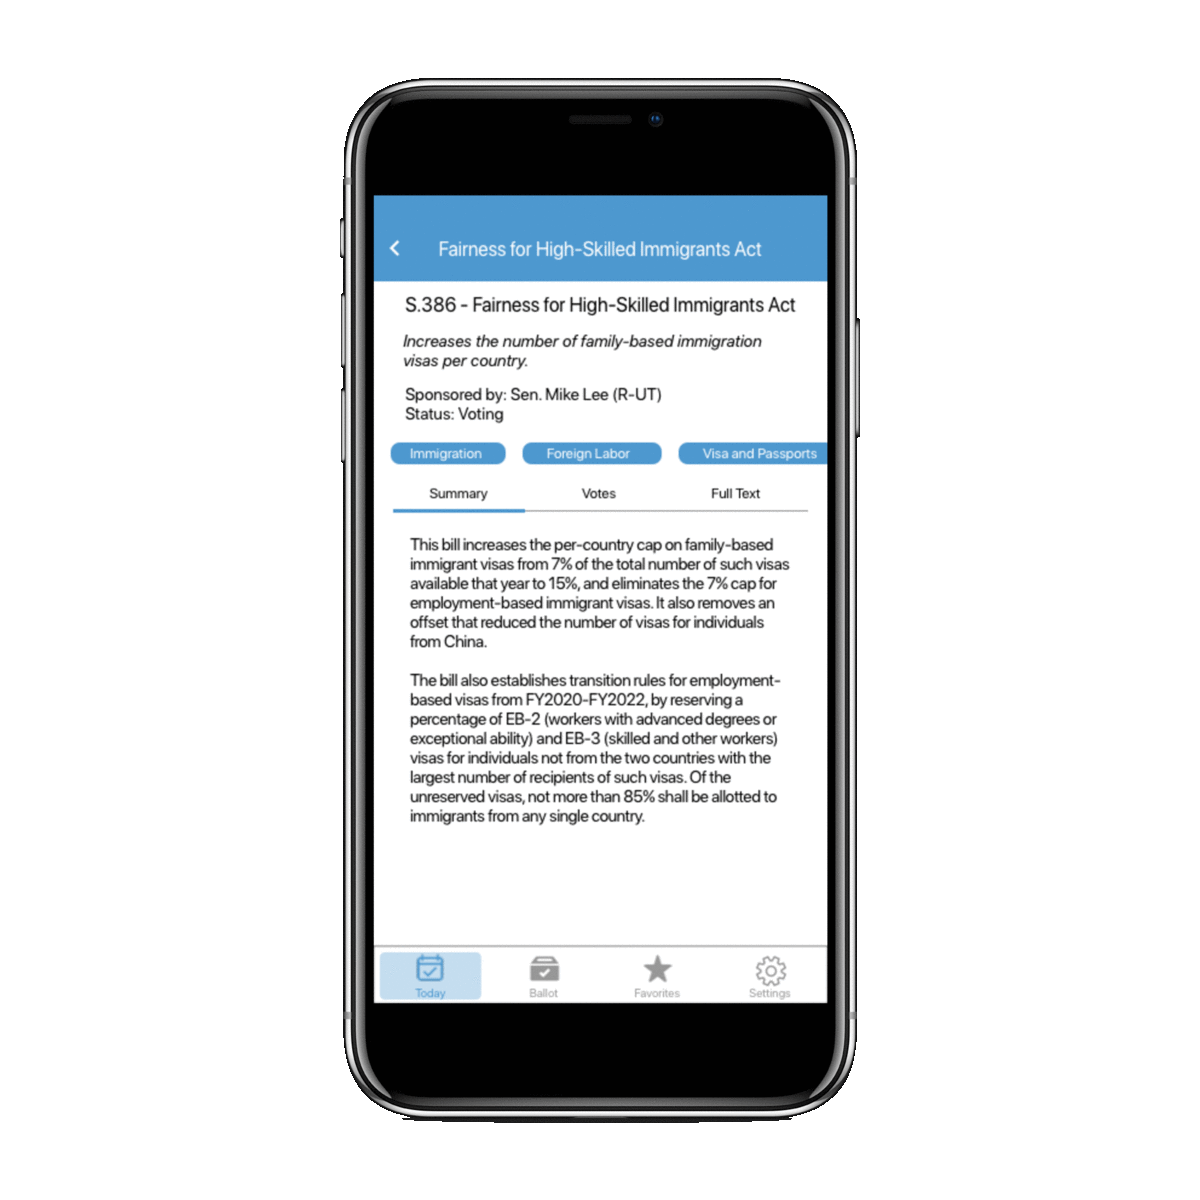 Fairness for High-Skilled Immigrants Act
S.386 - Fairness for High-Skilled Immigrants Act
Increases the number of family-based immigration
visas per country.
Sponsored by: Sen. Mike Lee (R-UT)
Status: Voting
Immigration Foreign Labor Visa and Passports
Summary Votes Full Text
This bill increases the per-country cap on family-based
immigrant visas from 7% of the total number of such visas
available that year to 15%, and eliminates the 7% cap for
employment-based immigrant visas. It also removes an
offset that reduced the number of visas for individuals
from China.
The bill also establishes transition rules for employment-
based visas from FY2020-FY2022, by reserving a
percentage of EB-2 (workers with advanced degrees or
exceptional ability) and EB-3 (skilled and other workers)
visas for individuals not from the two countries with the
largest number of recipients of such visas. Of the
unreserved visas, not more than 85% shall be allotted to
immigrants from any single country.
Today Ballot Favorites Settings